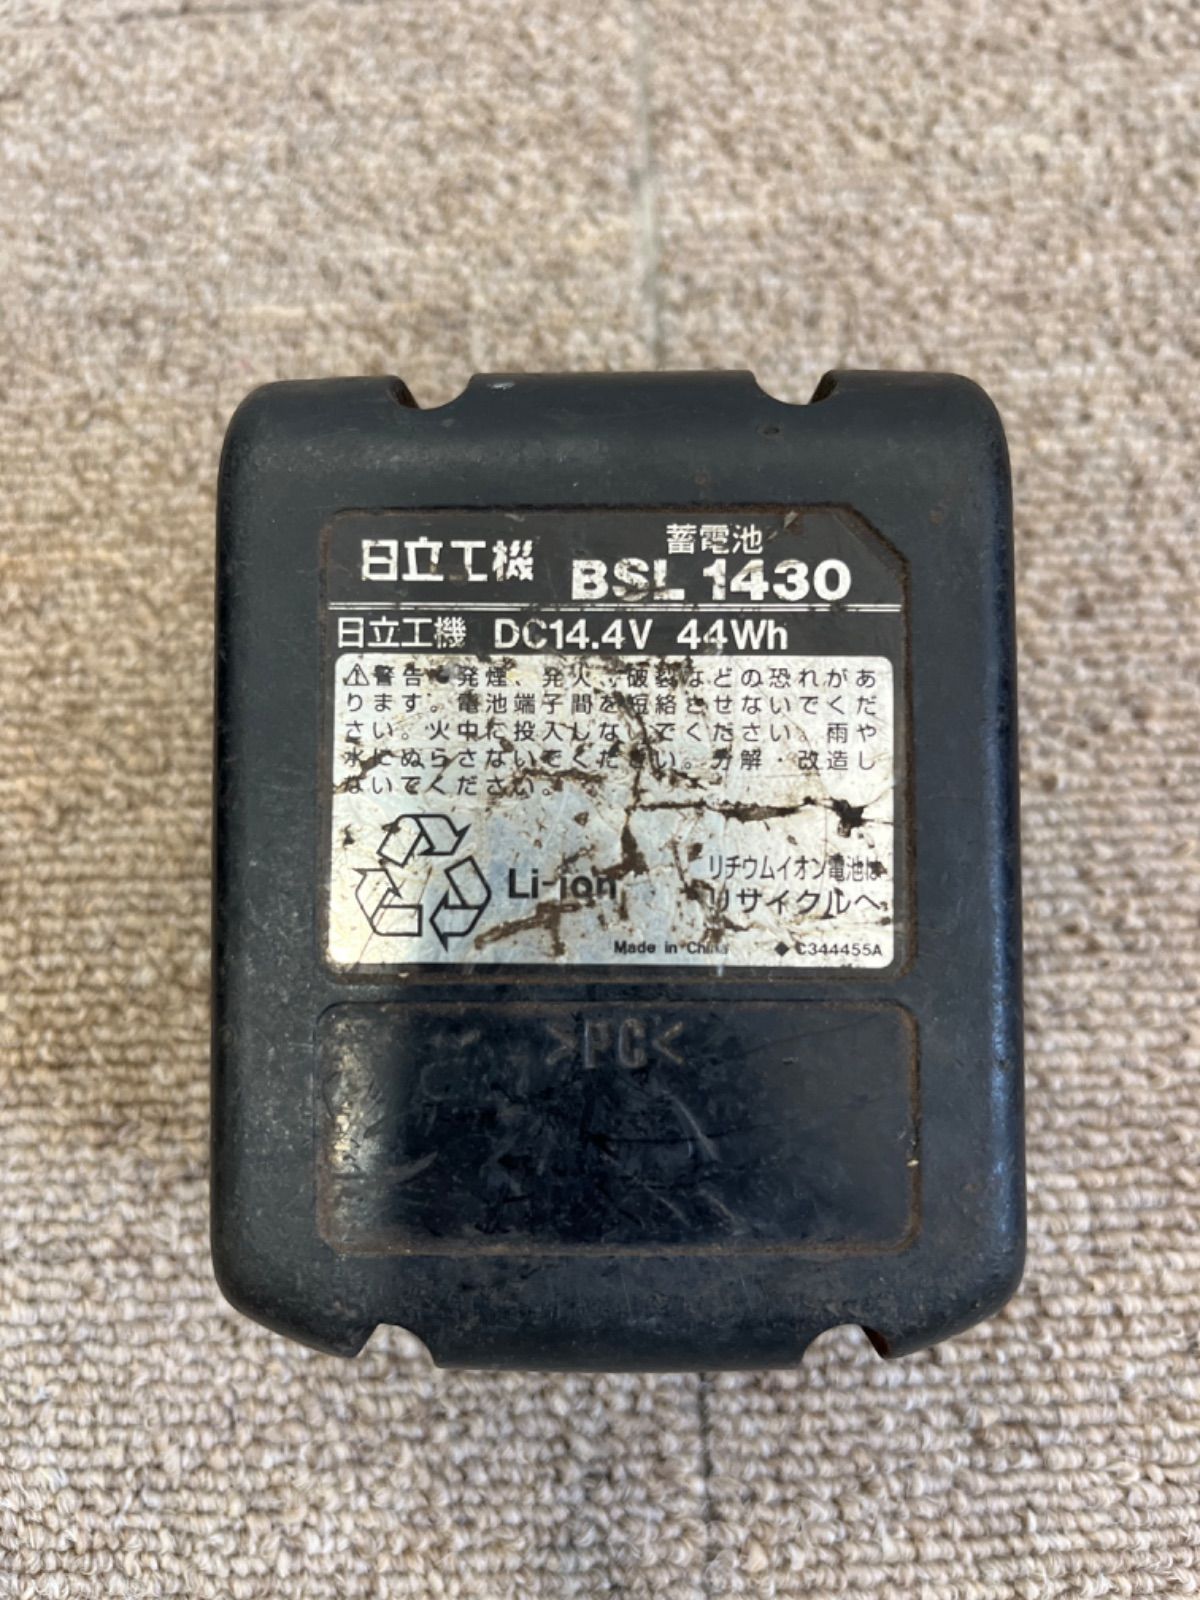 蓄電池
日立工機 BSL 1430
日立工機 DC14.4V 44Wh
⚠警告・発煙、発火、破裂などの恐れがあ
ります。電池端子間を短絡させないでくだ
さい。火中に投入しないでください。雨や
水にぬらさないでください。分解・改造し
ないでください。
Li-ion
リチウムイオン電池は
リサイクルへ
Made in China ◆ C344455A
>PC<